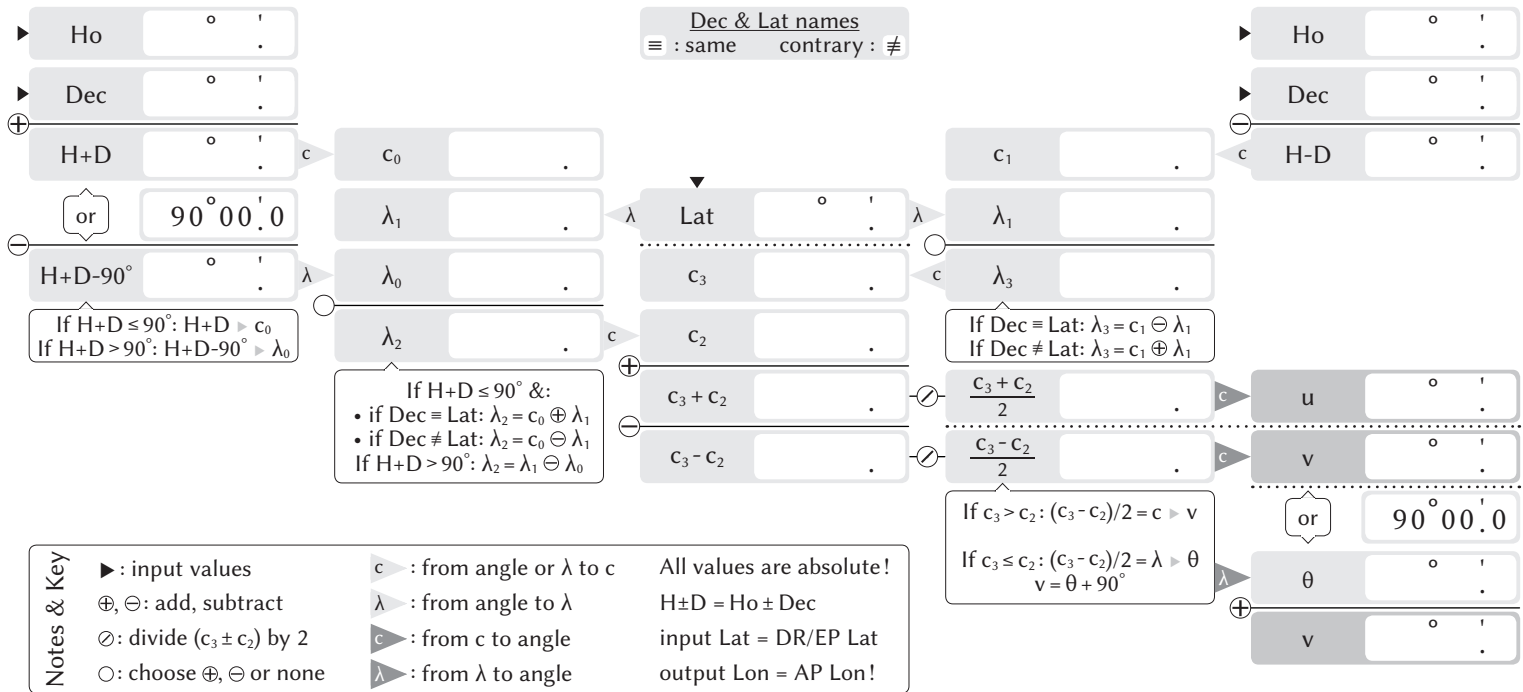 Ho ° ' .
Dec ° ' .
⊕
H+D ° ' . c
or 90°00'.0
⊖
H+D-90° ° ' . λ
If H+D ≤ 90°: H+D ▸ c₀
If H+D > 90°: H+D-90° ▸ λ₀
c₀ .
λ₁ .
λ₀ .
λ₂ . c
If H+D ≤ 90° &:
• if Dec ≡ Lat: λ₂ = c₀ ⊕ λ₁
• if Dec ≢ Lat: λ₂ = c₀ ⊖ λ₁
If H+D > 90°: λ₂ = λ₁ ⊖ λ₀
Dec & Lat names
≡ : same contrary : ≢
λ Lat ° ' λ
c₃ . c
c₂ .
⊕
c₃ + c₂ . ⊘
⊖
c₃ - c₂ . ⊘
c₁ . c
λ₁ .
λ₃ .
If Dec ≡ Lat: λ₃ = c₁ ⊖ λ₁
If Dec ≢ Lat: λ₃ = c₁ ⊕ λ₁
c₃ + c₂
2 . c
c₃ - c₂
2 . c
If c₃ > c₂ : (c₃ - c₂)/2 = c ▸ v
If c₃ ≤ c₂ : (c₃ - c₂)/2 = λ ▸ θ
v = θ + 90°
λ
Ho ° ' .
Dec ° ' .
⊖
H-D ° ' .
u ° ' .
v ° ' .
or 90°00'.0
θ ° ' .
⊕
v ° ' .
Notes & Key
▶ : input values
⊕, ⊖: add, subtract
⊘: divide (c₃ ± c₂) by 2
○: choose ⊕, ⊖ or none
c : from angle or λ to c
λ : from angle to λ
c : from c to angle
λ : from λ to angle
All values are absolute!
H±D = Ho ± Dec
input Lat = DR/EP Lat
output Lon = AP Lon!